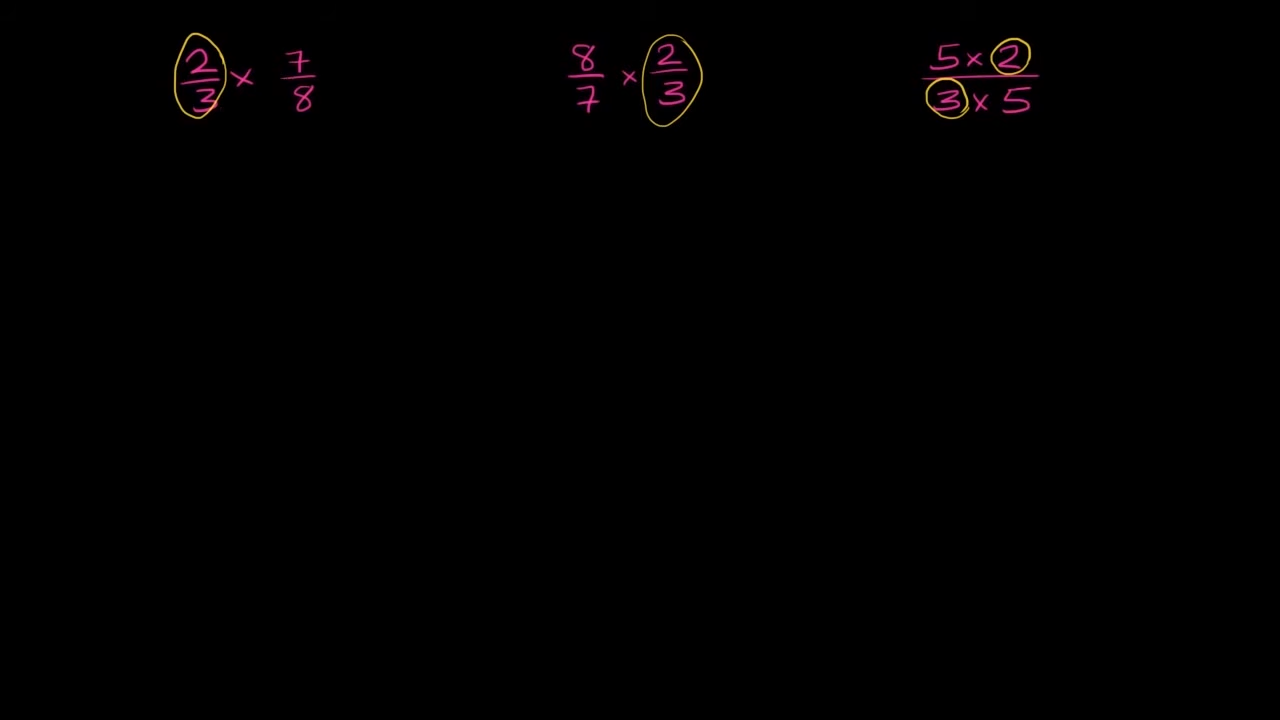 2/3 × 7/8
8/7 × 2/3
5 × 2 / 3 × 5